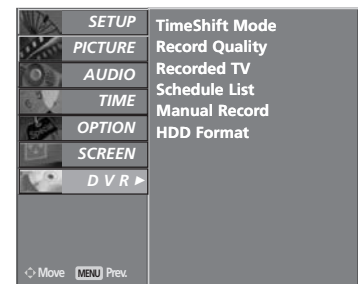 SETUP
PICTURE
AUDIO
TIME
OPTION
SCREEN
D V R ►
TimeShift Mode
Record Quality
Recorded TV
Schedule List
Manual Record
HDD Format
Move MENU Prev.